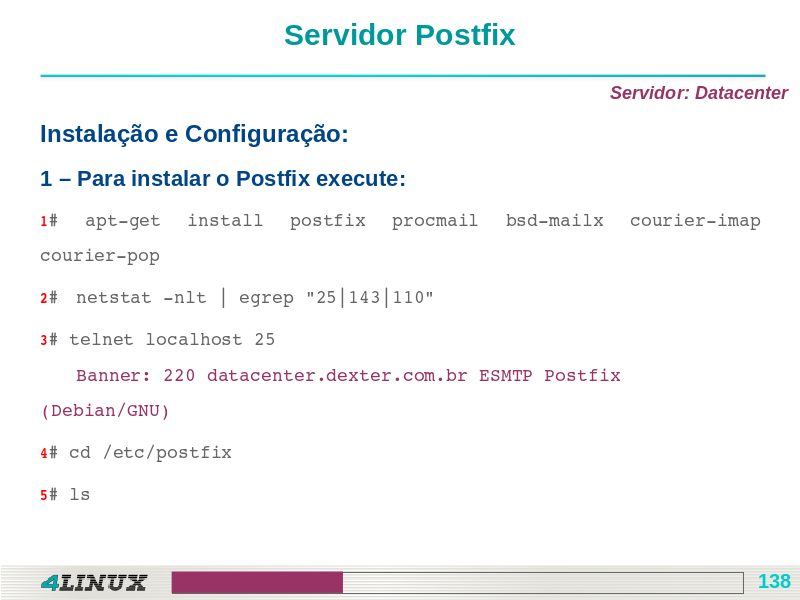 Servidor Postfix
Servidor: Datacenter
Instalação e Configuração:
1 – Para instalar o Postfix execute:
1# apt-get install postfix procmail bsd-mailx courier-imap
courier-pop
2# netstat -nlt | egrep "25|143|110"
3# telnet localhost 25
Banner: 220 datacenter.dexter.com.br ESMTP Postfix
(Debian/GNU)
4# cd /etc/postfix
5# ls
4LINUX
138